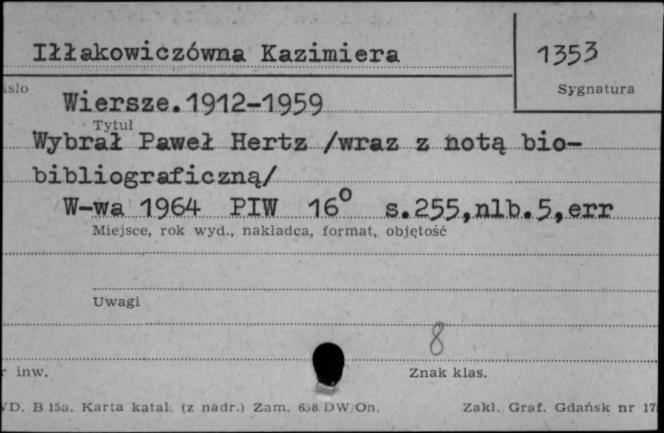 Iłłakowiczówna Kazimiera
1353
Sygnatura
Wiersze.1912-1959
Tytuł
Wybrał Paweł Hertz /wraz z notą bio-
bibliograficzną/
W-wa 1964 PIW 16° s.255,nlb.5,err
Miejsce, rok wyd., nakładca, format, objętość
Uwagi
8
inw.
Znak klas.
B 15a. Karta katal. (z nadr.) Zam. 658 DW/On.
Zakł. Graf. Gdańsk nr